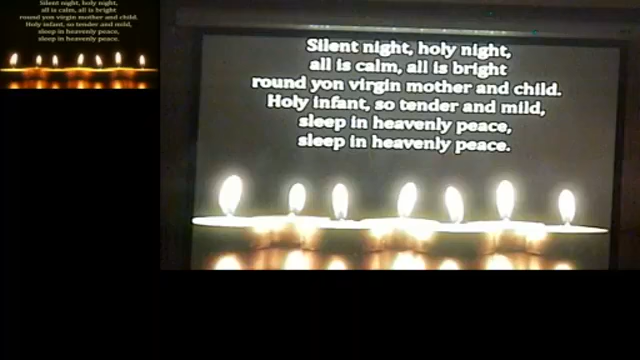 Silent night, holy night,
all is calm, all is bright
round yon virgin mother and child.
Holy infant, so tender and mild,
sleep in heavenly peace,
sleep in heavenly peace.
Silent night, holy night,
all is calm, all is bright
round yon virgin mother and child.
Holy infant, so tender and mild,
sleep in heavenly peace,
sleep in heavenly peace.